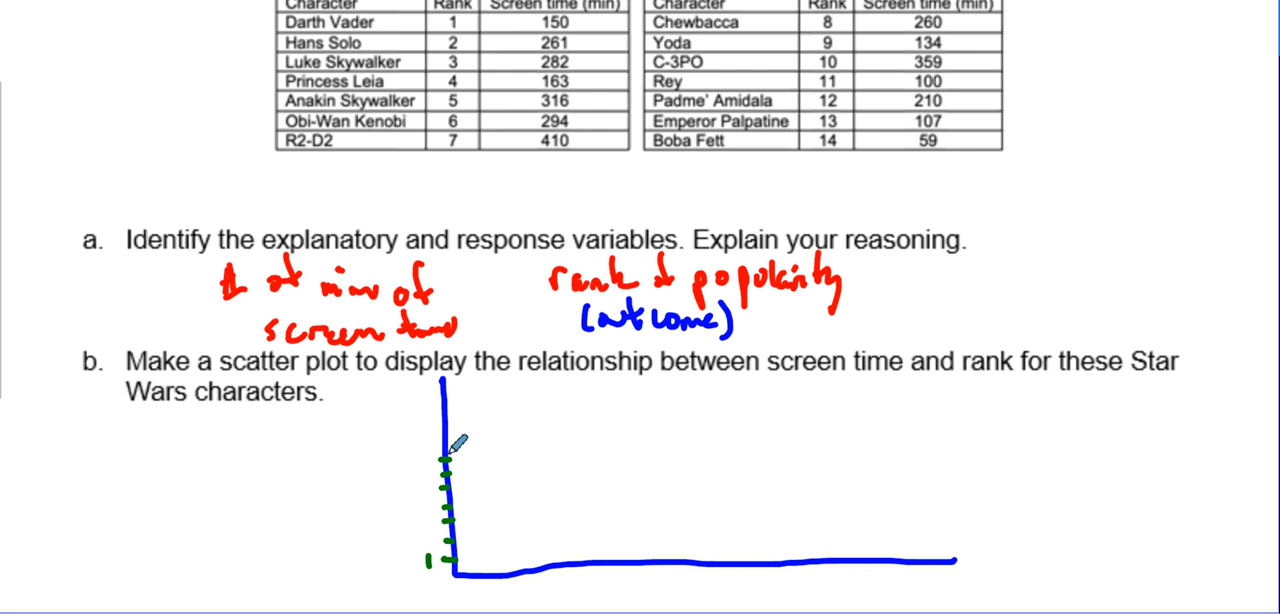 Character Rank Screen time (min) Character Rank Screen time (min)
Darth Vader 1 150 Chewbacca 8 260
Hans Solo 2 261 Yoda 9 134
Luke Skywalker 3 282 C-3PO 10 359
Princess Leia 4 163 Rey 11 100
Anakin Skywalker 5 316 Padme' Amidala 12 210
Obi-Wan Kenobi 6 294 Emperor Palpatine 13 107
R2-D2 7 410 Boba Fett 14 59
a. Identify the explanatory and response variables. Explain your reasoning.
of rank of popularity
screen (outcome)
b. Make a scatter plot to display the relationship between screen time and rank for these Star
Wars characters.
1